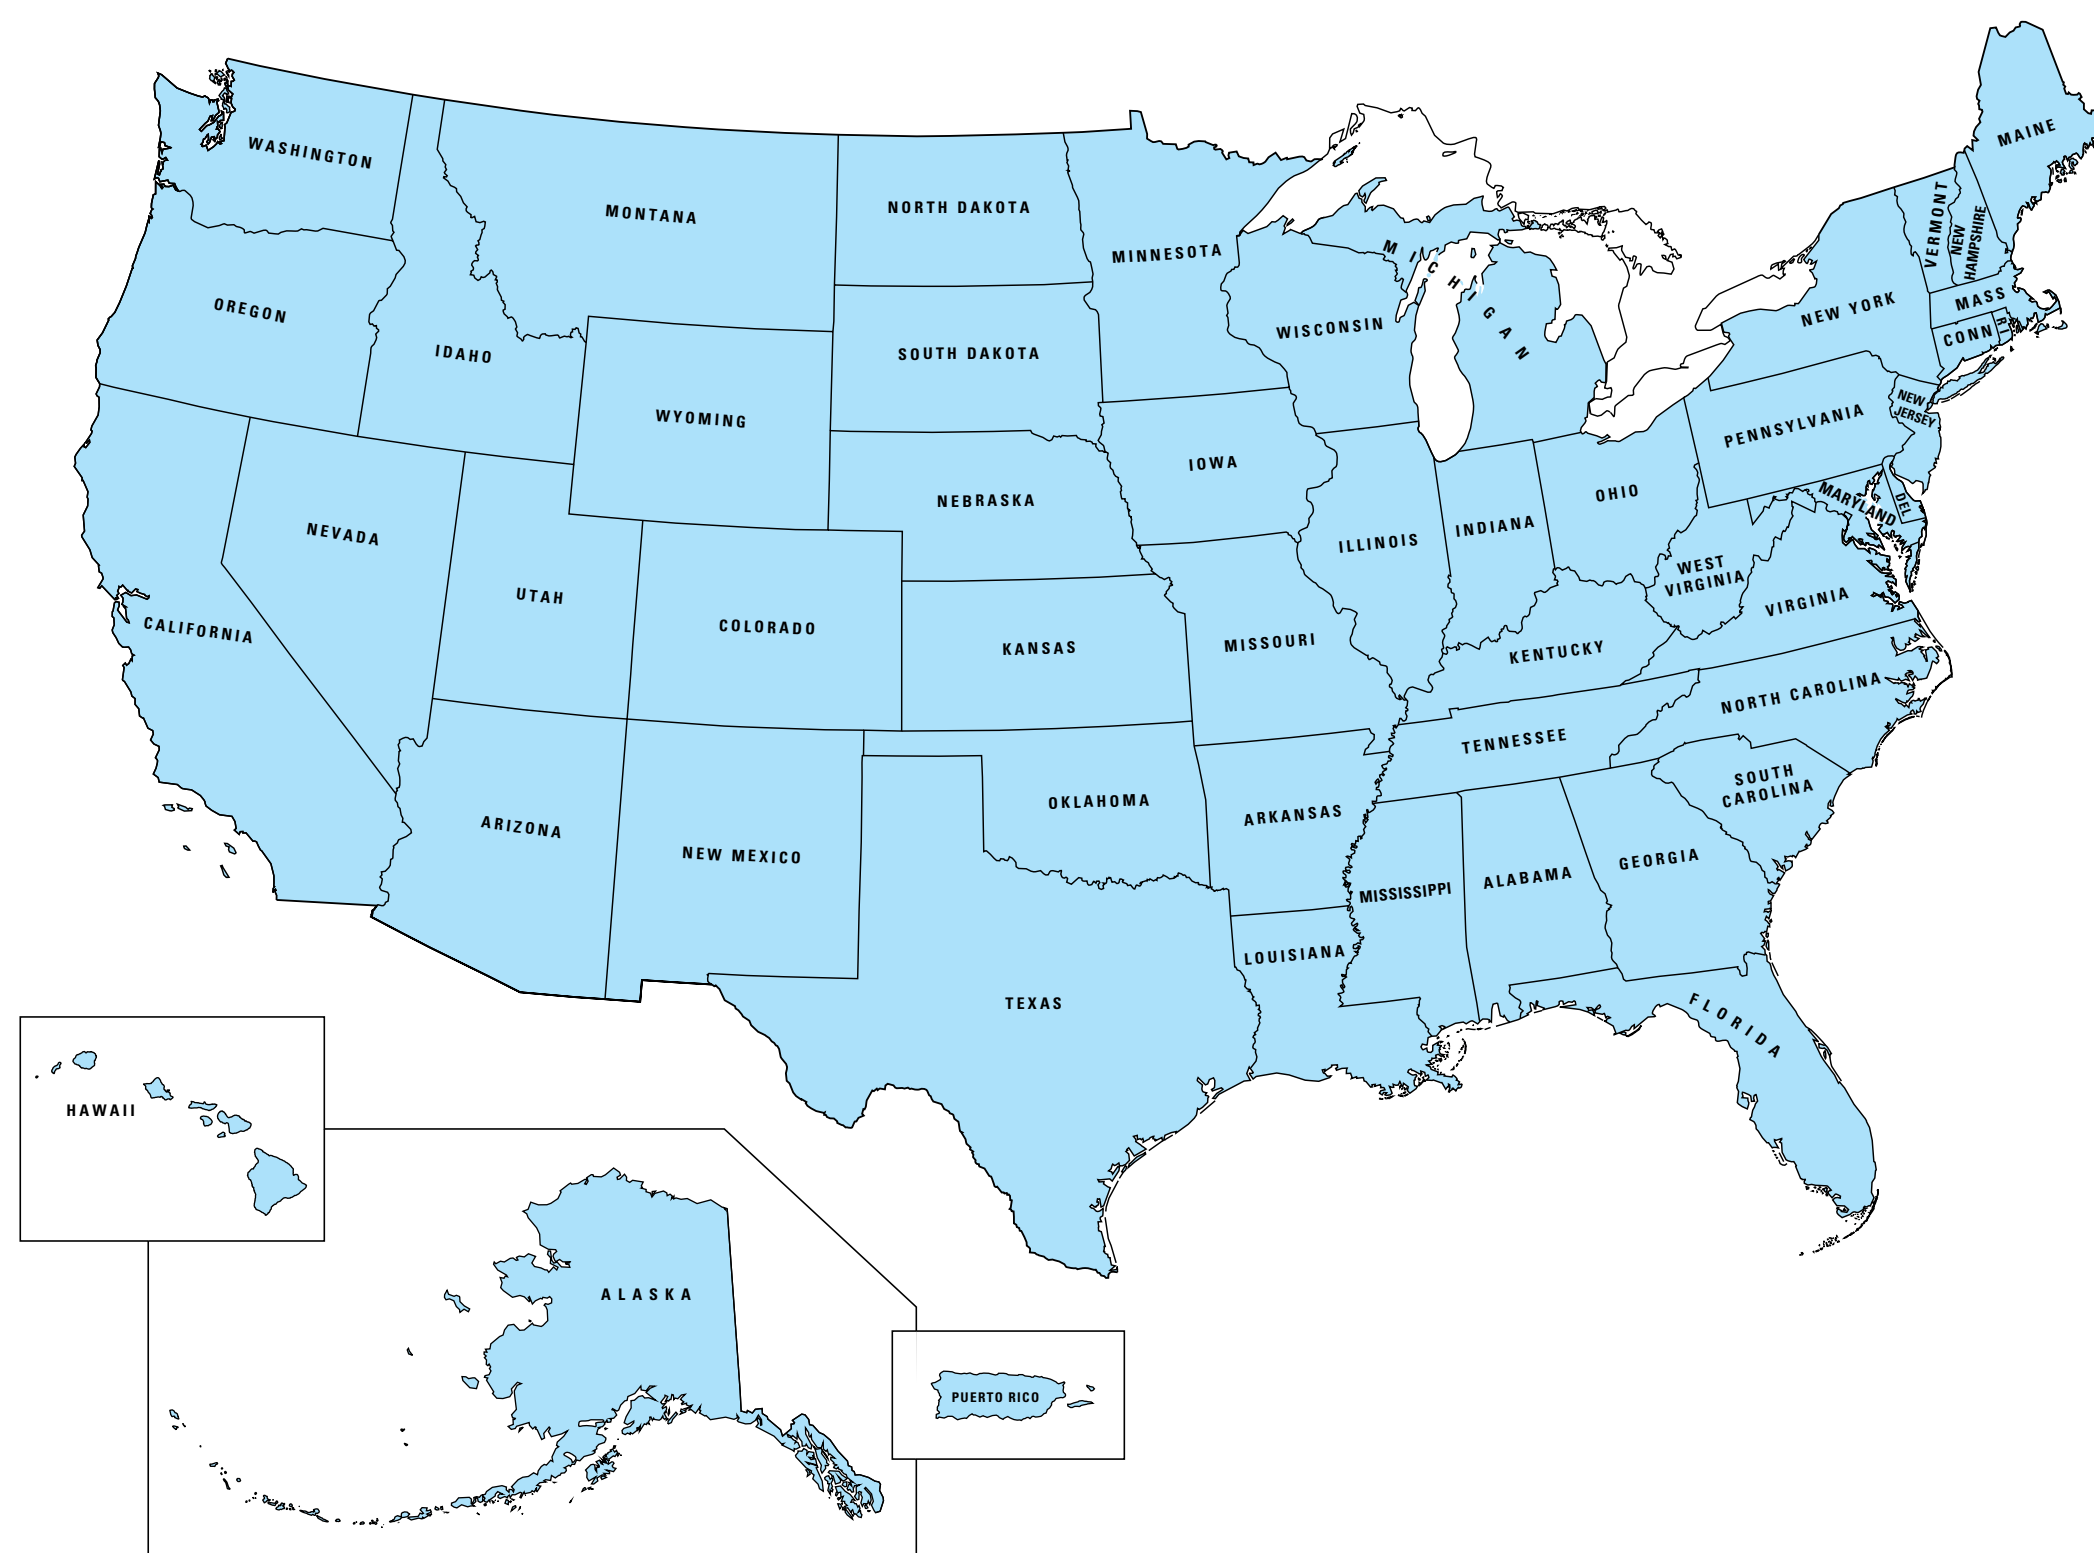 MAINE
WASHINGTON
MONTANA
NORTH DAKOTA
MINNESOTA
VERMONT
NEW
HAMPSHIRE
MICHIGAN
OREGON
IDAHO
WISCONSIN
NEW YORK
MASS
CONN
RI
SOUTH DAKOTA
WYOMING
NEW
JERSEY
PENNSYLVANIA
IOWA
NEBRASKA
OHIO
MARYLAND
DEL
NEVADA
ILLINOIS
INDIANA
WEST
VIRGINIA
VIRGINIA
UTAH
COLORADO
CALIFORNIA
KANSAS
MISSOURI
KENTUCKY
NORTH CAROLINA
TENNESSEE
SOUTH
CAROLINA
OKLAHOMA
ARKANSAS
ARIZONA
NEW MEXICO
MISSISSIPPI
ALABAMA
GEORGIA
LOUISIANA
TEXAS
FLORIDA
HAWAII
ALASKA
PUERTO RICO